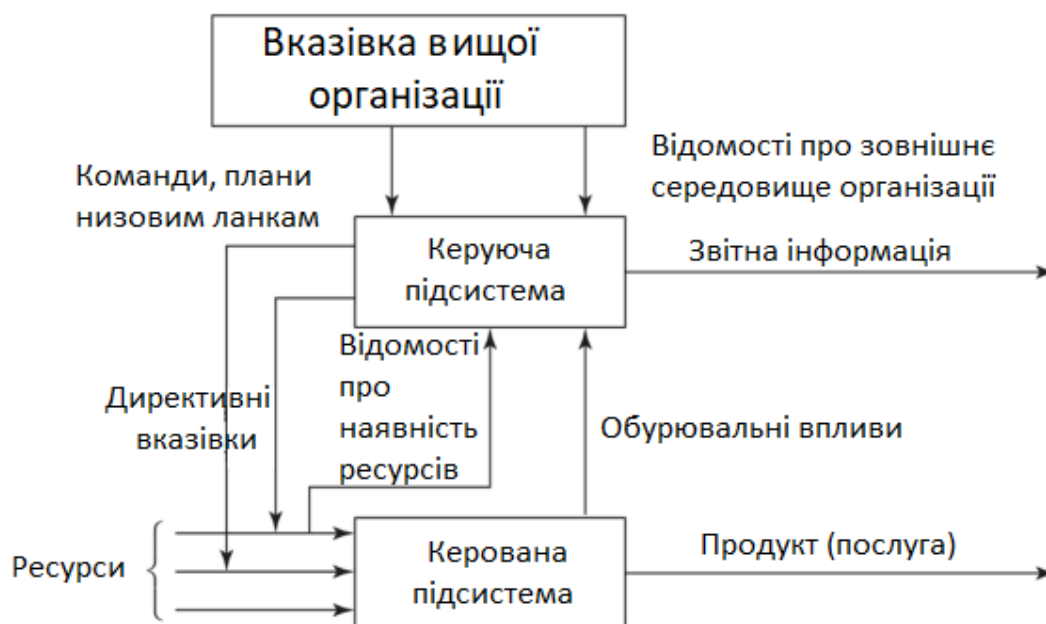 Вказівка вищої
організації
Відомості про зовнішнє
середовище організації
Команди, плани
низовим ланкам
Керуюча
підсистема
Звітна інформація
Відомості
про
наявність
ресурсів
Директивні
вказівки
Обурювальні впливи
Ресурси
Керована
підсистема
Продукт (послуга)